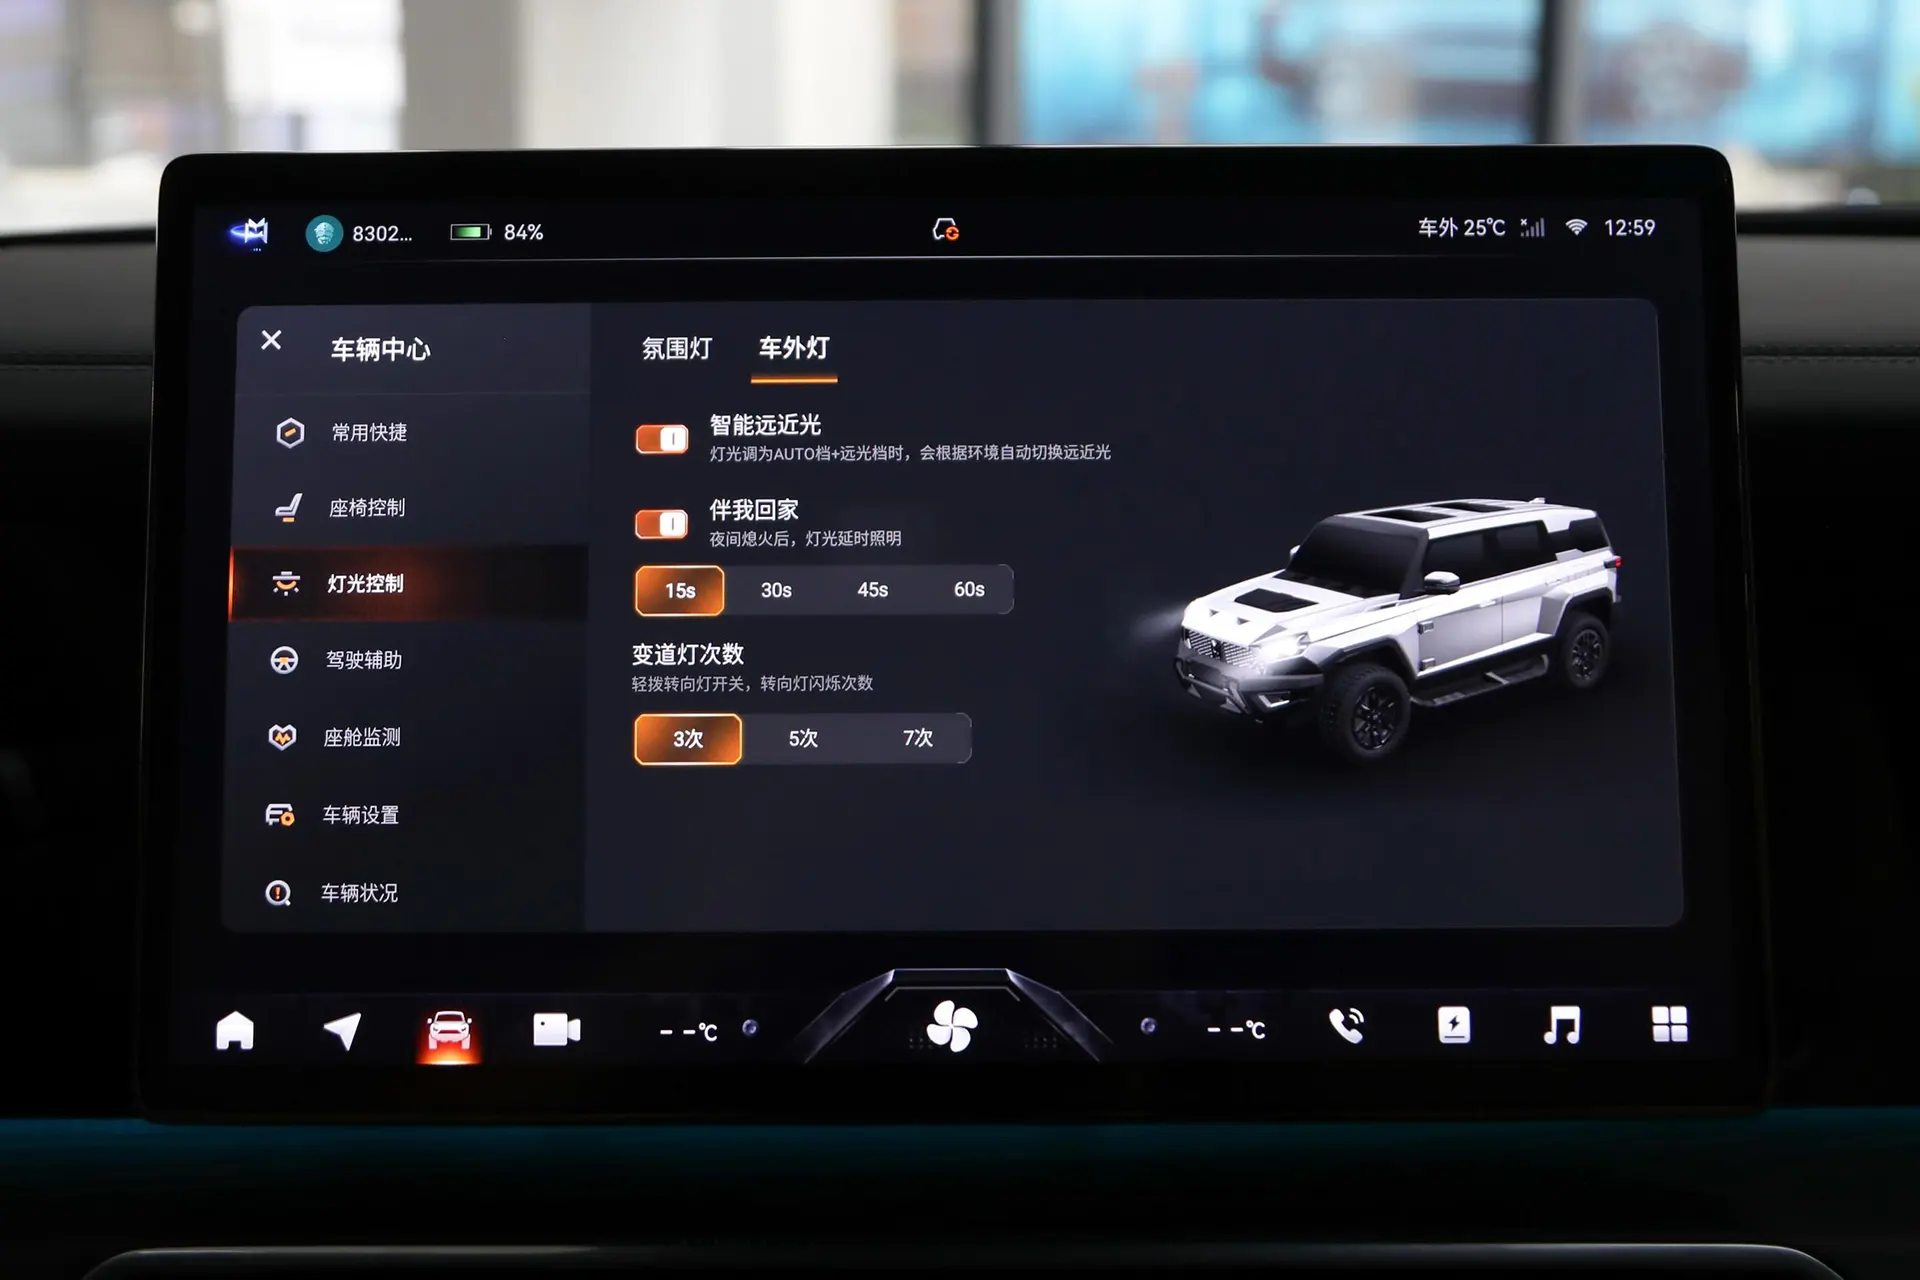 8302... 84% 车外 25℃ 12:59
车辆中心
常用快捷
座椅控制
灯光控制
驾驶辅助
座舱监测
车辆设置
车辆状况
氛围灯 车外灯
智能远近光
灯光调为AUTO档+远光档时，会根据环境自动切换远近光
伴我回家
夜间熄火后，灯光延时照明
15s 30s 45s 60s
变道灯次数
轻拨转向灯开关，转向灯闪烁次数
3次 5次 7次
--℃ --℃